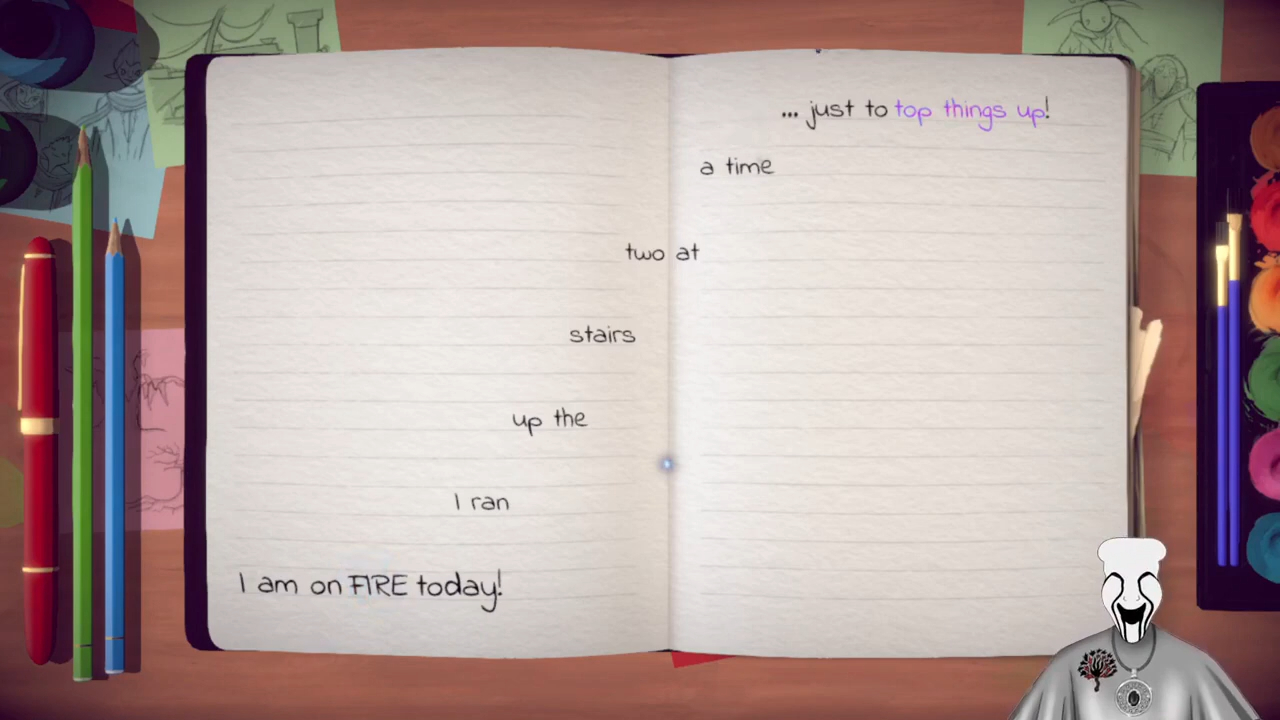 I am on FIRE today!
I ran
up the
stairs
two at
a time
... just to top things up!